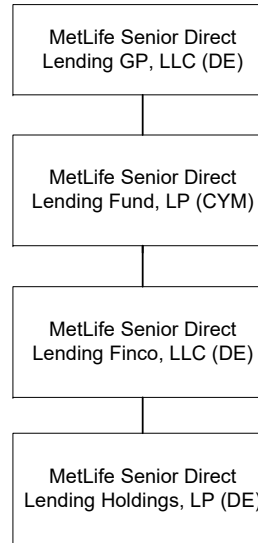 MetLife Senior Direct
Lending GP, LLC (DE)
MetLife Senior Direct
Lending Fund, LP (CYM)
MetLife Senior Direct
Lending Finco, LLC (DE)
MetLife Senior Direct
Lending Holdings, LP (DE)